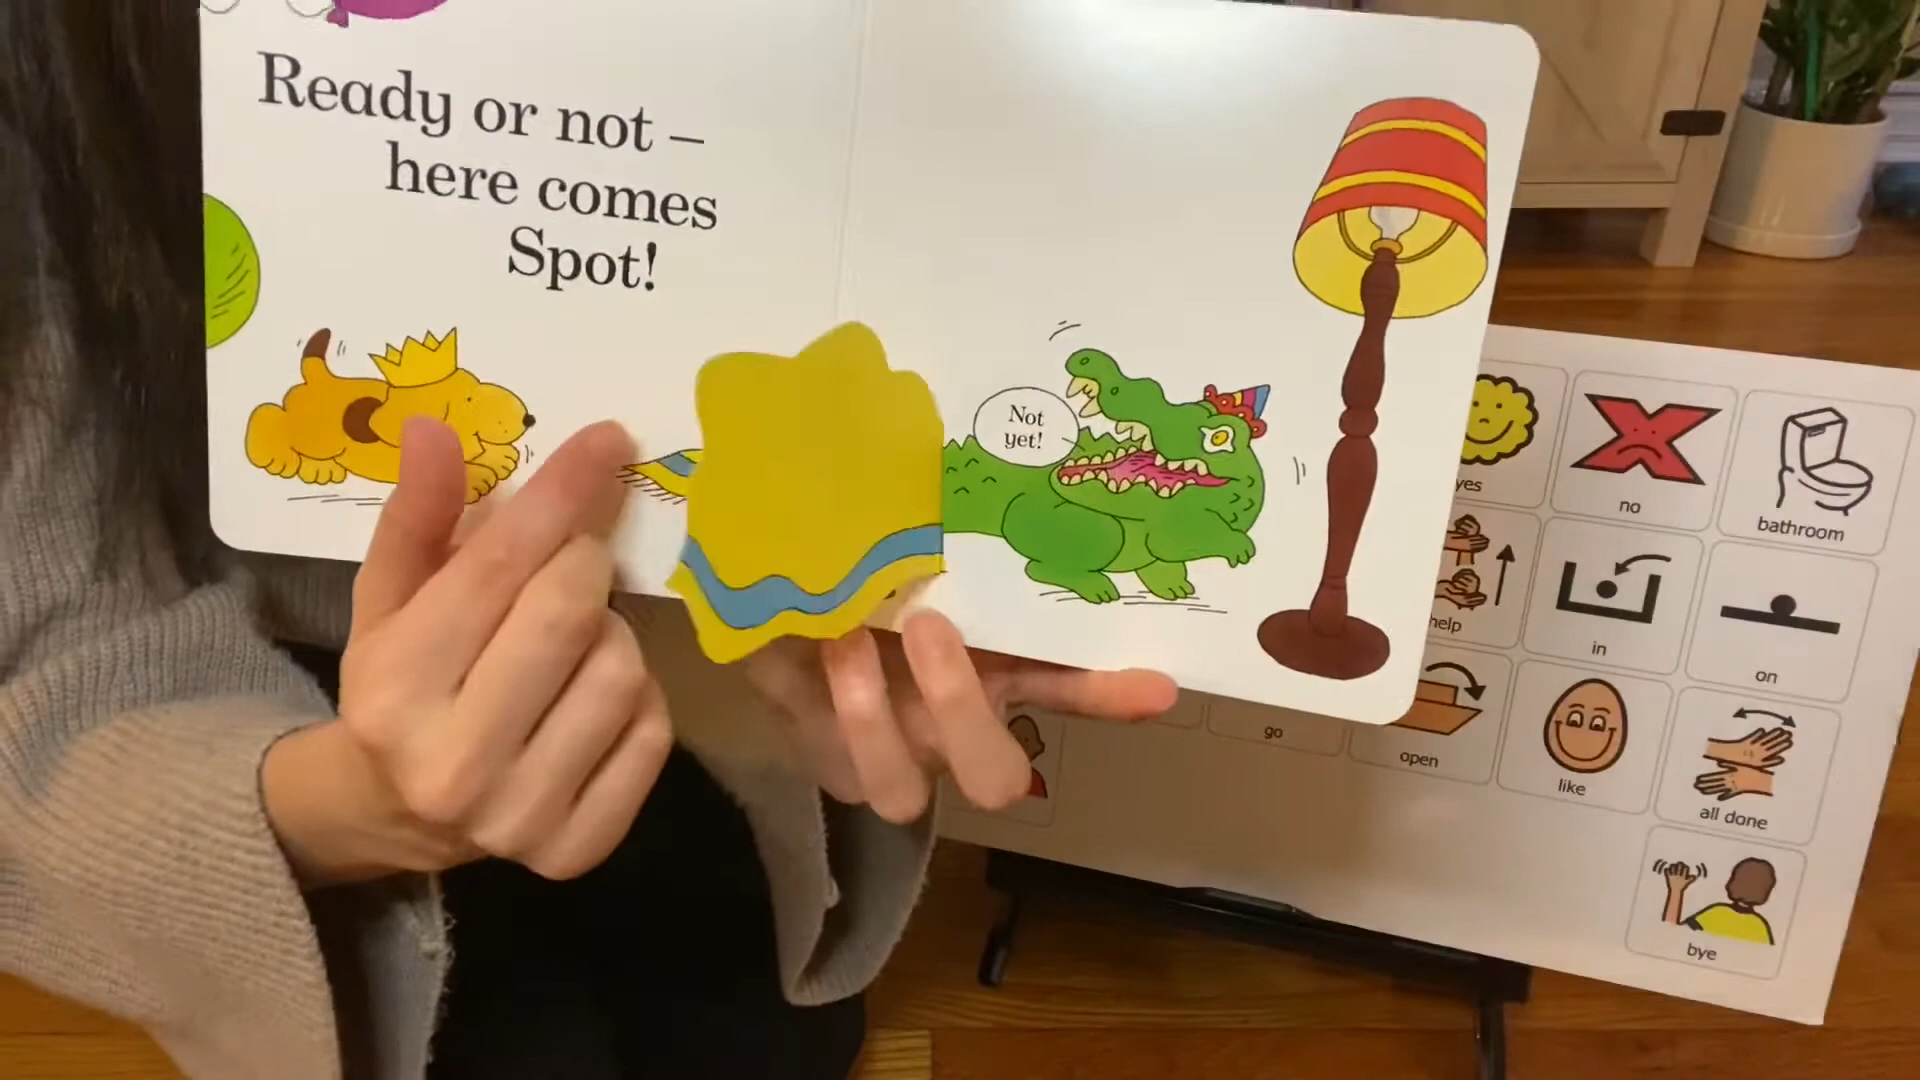 Ready or not –
here comes
Spot!
Not
yet!
yes
no
bathroom
help
in
on
go
open
like
all done
bye